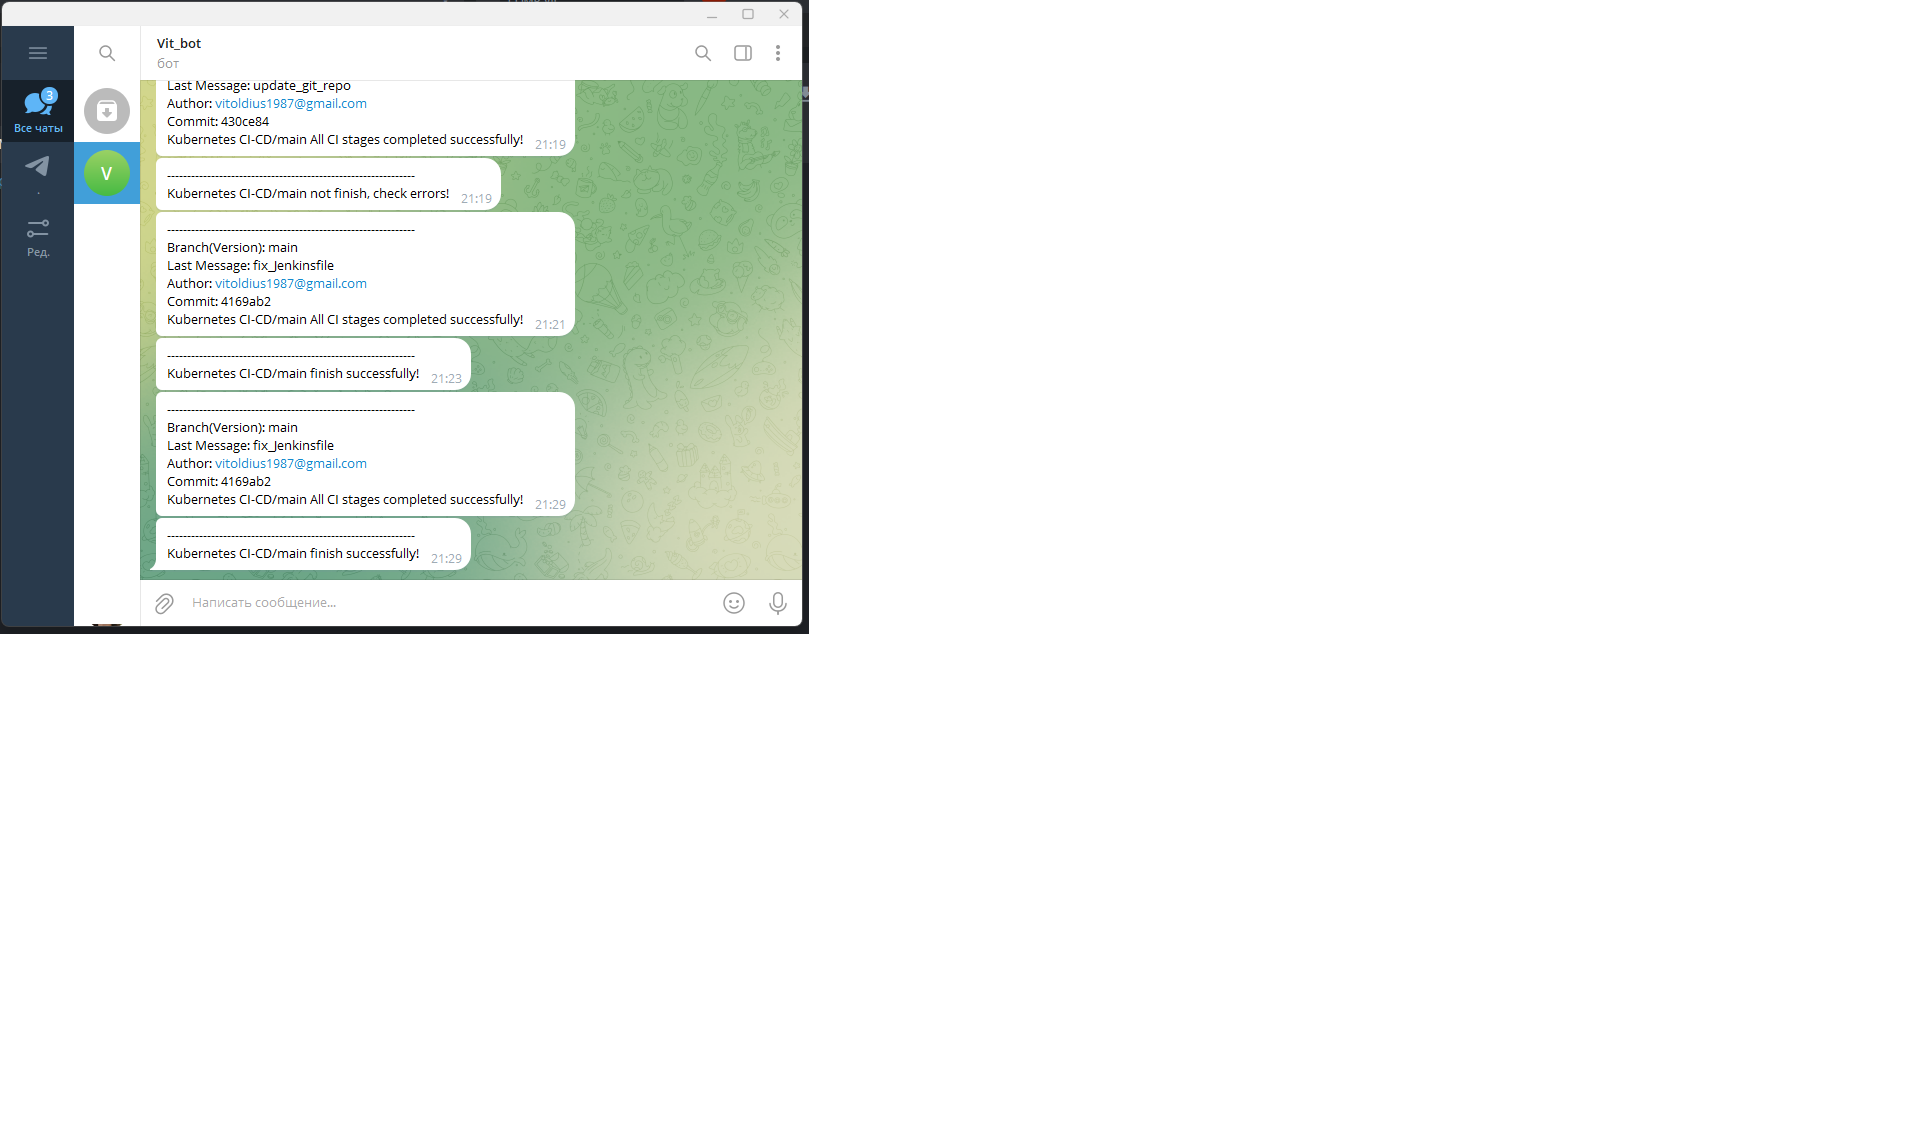 Vit_bot
бот
3
Все чаты
.
Ред.
V
Last Message: update_git_repo
Author: vitoldius1987@gmail.com
Commit: 430ce84
Kubernetes CI-CD/main All CI stages completed successfully! 21:19
--------------------------------------------------------------
Kubernetes CI-CD/main not finish, check errors! 21:19
--------------------------------------------------------------
Branch(Version): main
Last Message: fix_Jenkinsfile
Author: vitoldius1987@gmail.com
Commit: 4169ab2
Kubernetes CI-CD/main All CI stages completed successfully! 21:21
--------------------------------------------------------------
Kubernetes CI-CD/main finish successfully! 21:23
--------------------------------------------------------------
Branch(Version): main
Last Message: fix_Jenkinsfile
Author: vitoldius1987@gmail.com
Commit: 4169ab2
Kubernetes CI-CD/main All CI stages completed successfully! 21:29
--------------------------------------------------------------
Kubernetes CI-CD/main finish successfully! 21:29
Написать сообщение...